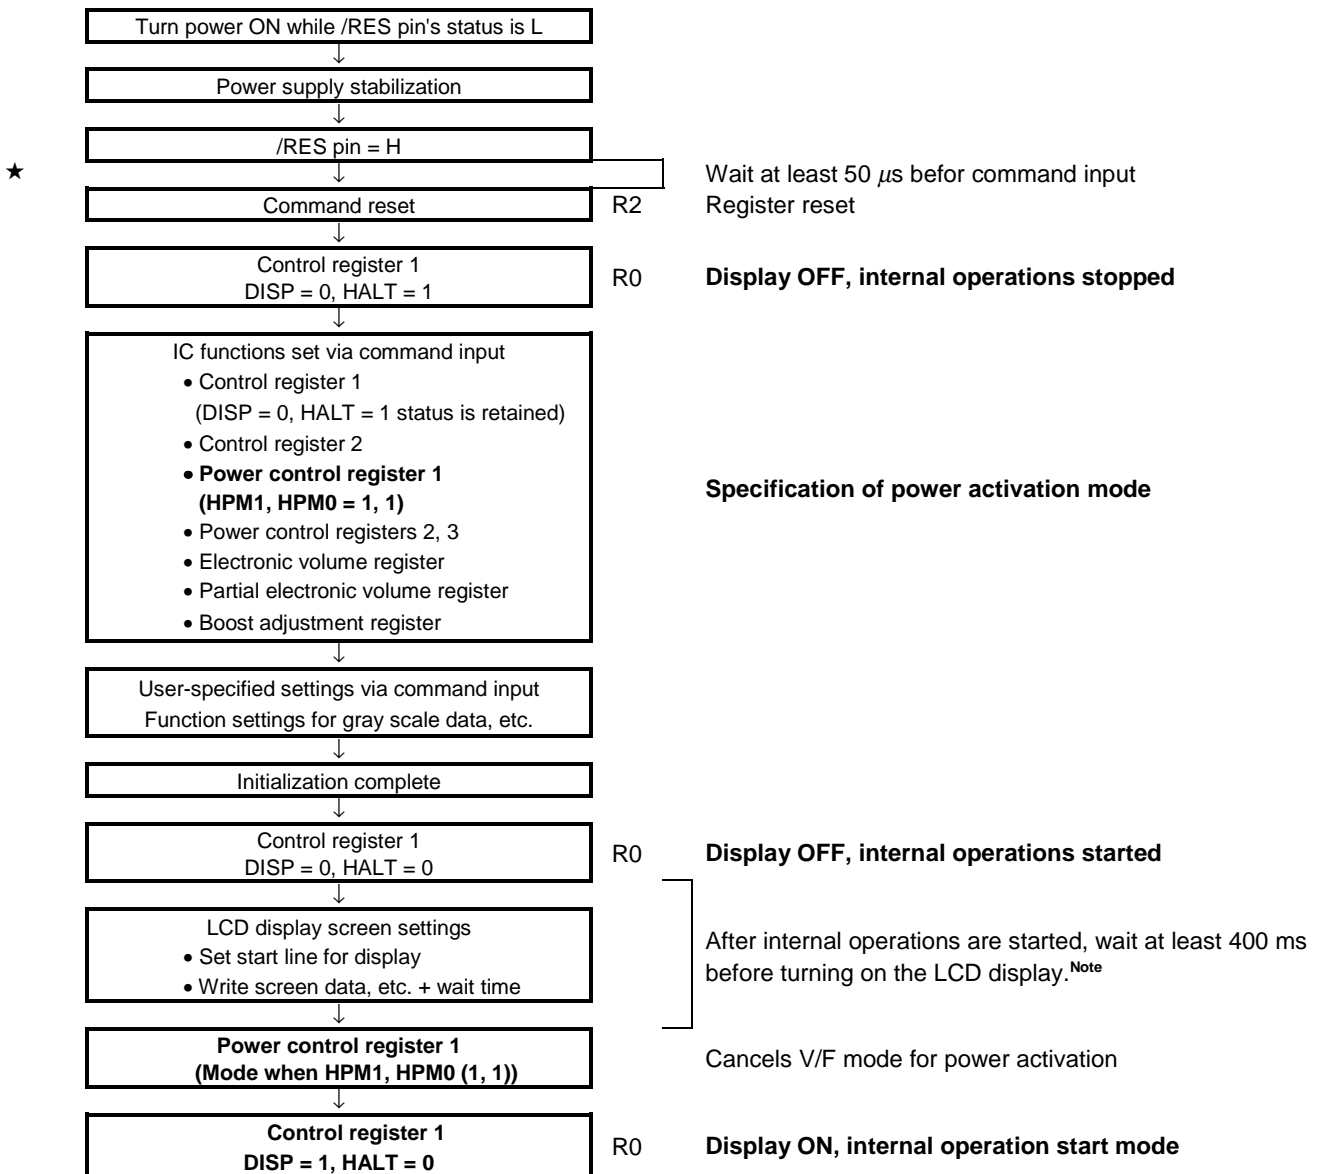 Turn power ON while /RES pin's status is L
↓
Power supply stabilization
↓
/RES pin = H
★ ↓ Wait at least 50 μs befor command input
Command reset R2 Register reset
↓
Control register 1
DISP = 0, HALT = 1 R0 Display OFF, internal operations stopped
↓
IC functions set via command input
• Control register 1
(DISP = 0, HALT = 1 status is retained)
• Control register 2
• Power control register 1
(HPM1, HPM0 = 1, 1) Specification of power activation mode
• Power control registers 2, 3
• Electronic volume register
• Partial electronic volume register
• Boost adjustment register
↓
User-specified settings via command input
Function settings for gray scale data, etc.
↓
Initialization complete
↓
Control register 1
DISP = 0, HALT = 0 R0 Display OFF, internal operations started
↓
LCD display screen settings
• Set start line for display
• Write screen data, etc. + wait time
After internal operations are started, wait at least 400 ms
before turning on the LCD display.Note
↓
Power control register 1
(Mode when HPM1, HPM0 (1, 1)) Cancels V/F mode for power activation
↓
Control register 1
DISP = 1, HALT = 0 R0 Display ON, internal operation start mode